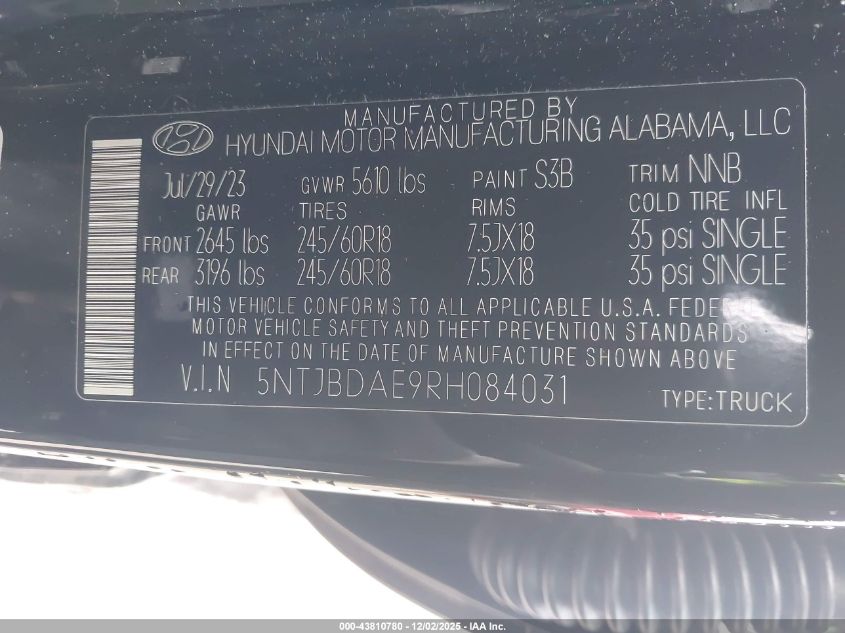 MANUFACTURED BY
HYUNDAI MOTOR MANUFACTURING ALABAMA, LLC
Jul/29/23 GVWR 5610 lbs PAINT S3B TRIM NNB
GAWR TIRES RIMS COLD TIRE INFL
FRONT 2645 lbs 245/60R18 7.5JX18 35 psi SINGLE
REAR 3196 lbs 245/60R18 7.5JX18 35 psi SINGLE
THIS VEHICLE CONFORMS TO ALL APPLICABLE U.S.A.
MOTOR VEHICLE SAFETY AND THEFT PREVENTION STANDARDS
IN EFFECT ON THE DATE OF MANUFACTURE SHOWN ABOVE
V.I.N 5NTJBDAE9RH084031 TYPE:TRUCK
000-43810780 - 12/02/2025 - IAA Inc.